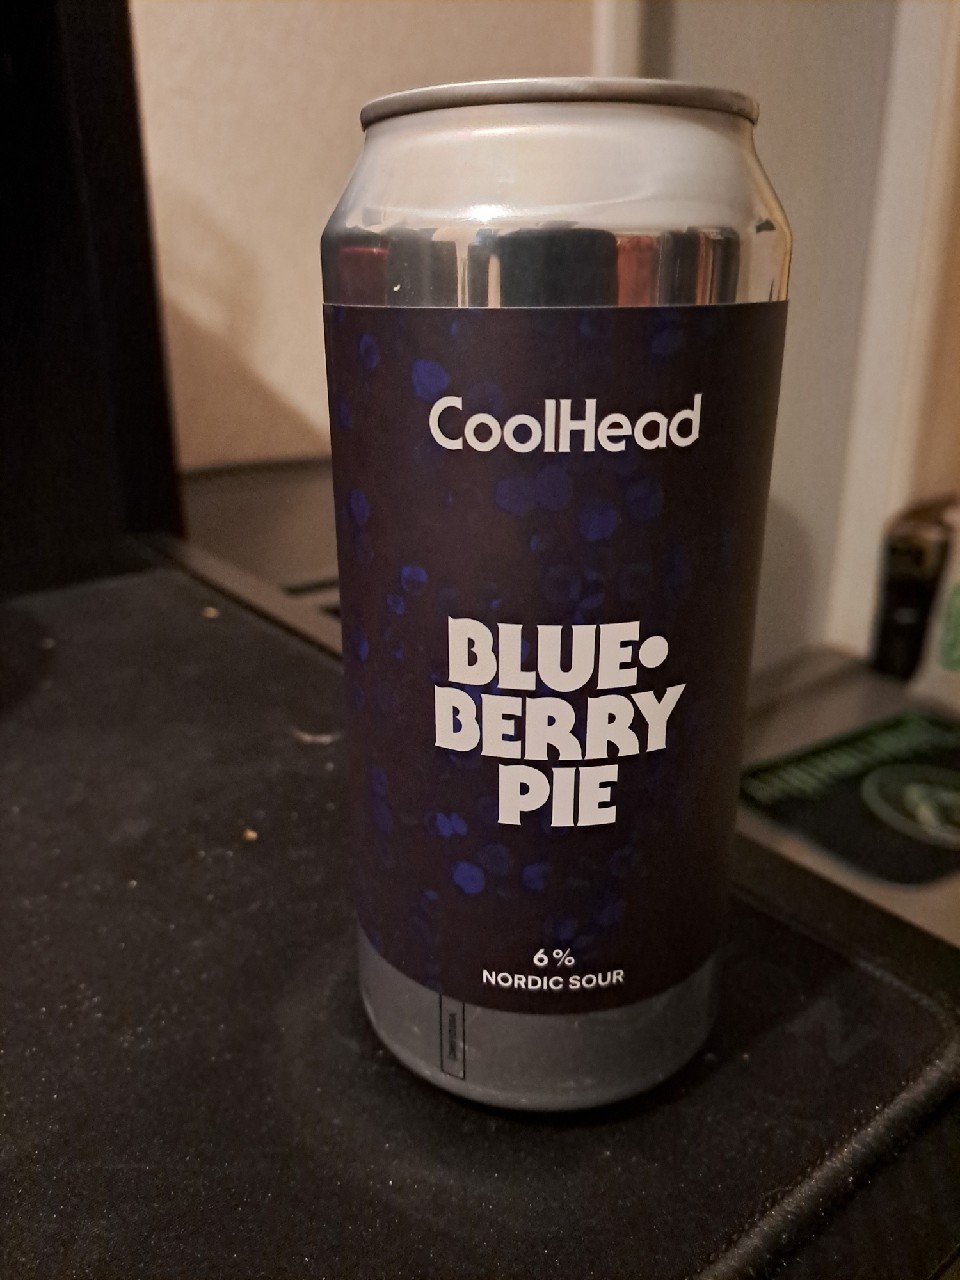 CoolHead
BLUE•
BERRY
PIE
6%
NORDIC SOUR